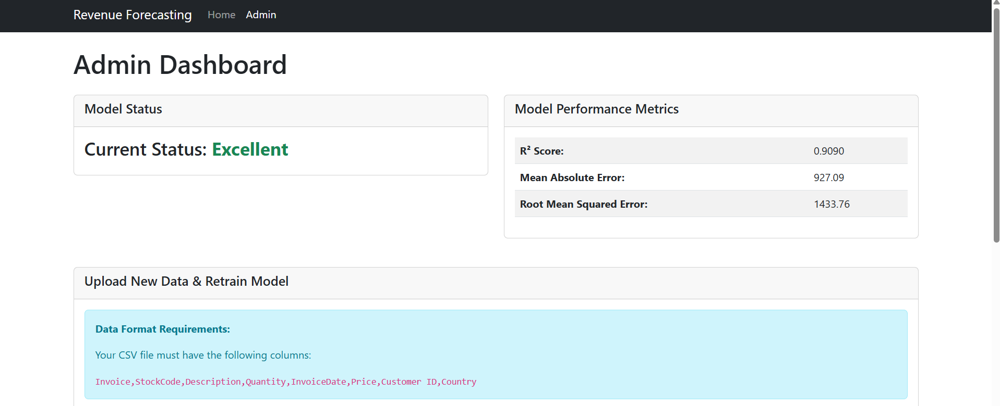 Revenue Forecasting Home Admin
Admin Dashboard
Model Status
Current Status: Excellent
Model Performance Metrics
R² Score: 0.9090
Mean Absolute Error: 927.09
Root Mean Squared Error: 1433.76
Upload New Data & Retrain Model
Data Format Requirements:
Your CSV file must have the following columns:
Invoice,StockCode,Description,Quantity,InvoiceDate,Price,Customer ID,Country